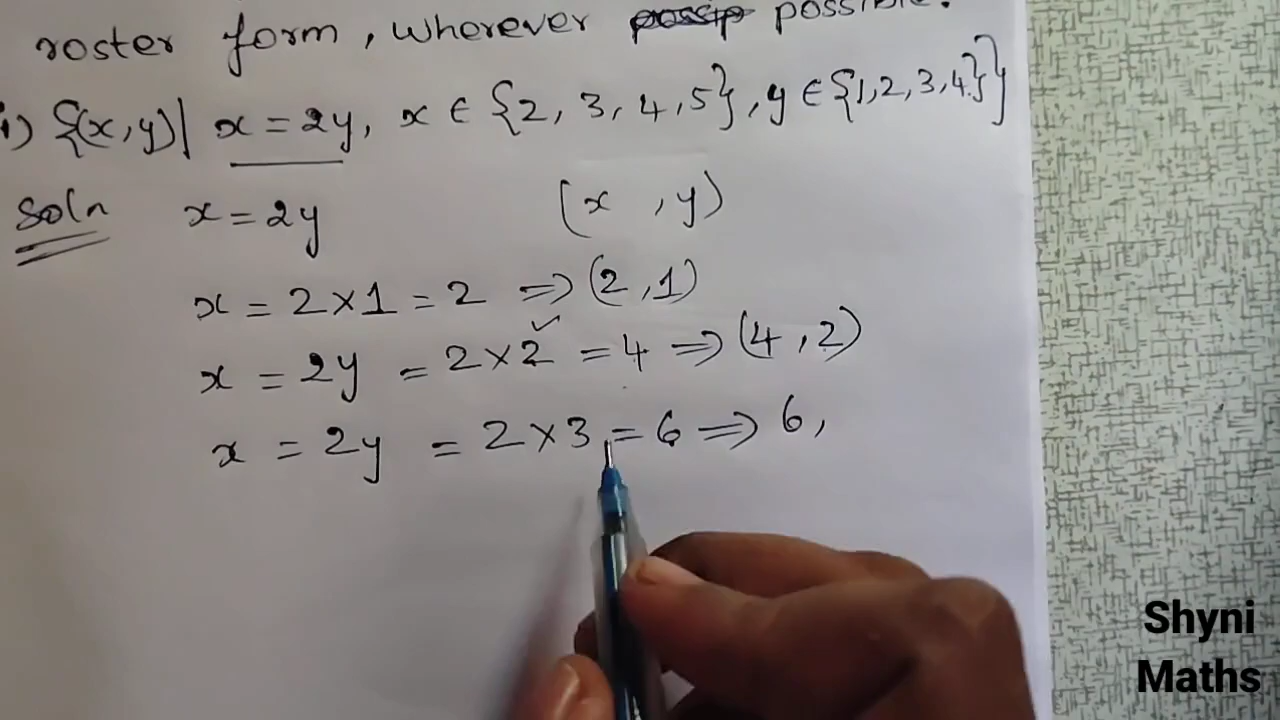 roster form, wherever possible.
i) {(x,y)| x = 2y, x ∈ {2, 3, 4, 5}, y ∈ {1, 2, 3, 4}}
Soln x = 2y (x , y)
x = 2×1 = 2 ⇒ (2,1)
x = 2y = 2×2 = 4 ⇒ (4,2)
x = 2y = 2×3 = 6 ⇒ 6,
Shyni
Maths